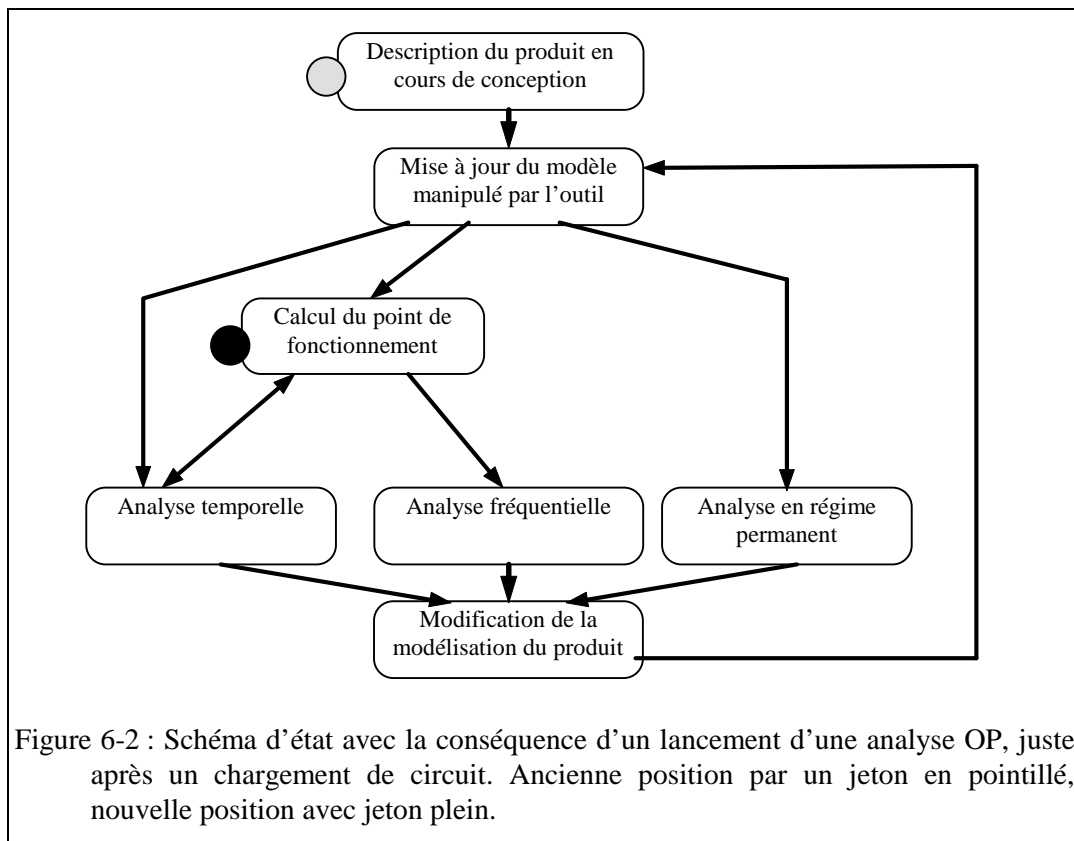 Description du produit en
cours de conception
Mise à jour du modèle
manipulé par l’outil
Calcul du point de
fonctionnement
Analyse temporelle
Analyse fréquentielle
Analyse en régime
permanent
Modification de la
modélisation du produit
Figure 6-2 : Schéma d’état avec la conséquence d’un lancement d’une analyse OP, juste
après un chargement de circuit. Ancienne position par un jeton en pointillé,
nouvelle position avec jeton plein.